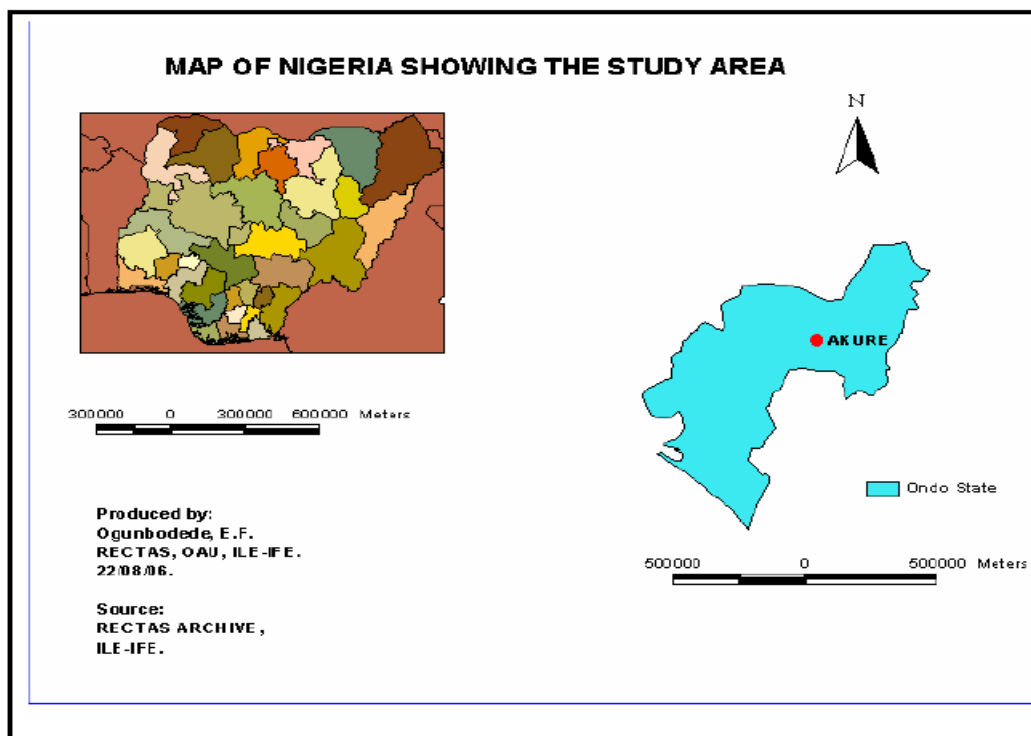 MAP OF NIGERIA SHOWING THE STUDY AREA
N
AKURE
300000 0 300000 600000 Meters
Ondo State
Produced by:
Ogunbodede, E.F.
RECTAS, OAU, ILE-IFE.
22/08/06.
500000 0 500000 Meters
Source:
RECTAS ARCHIVE,
ILE-IFE.